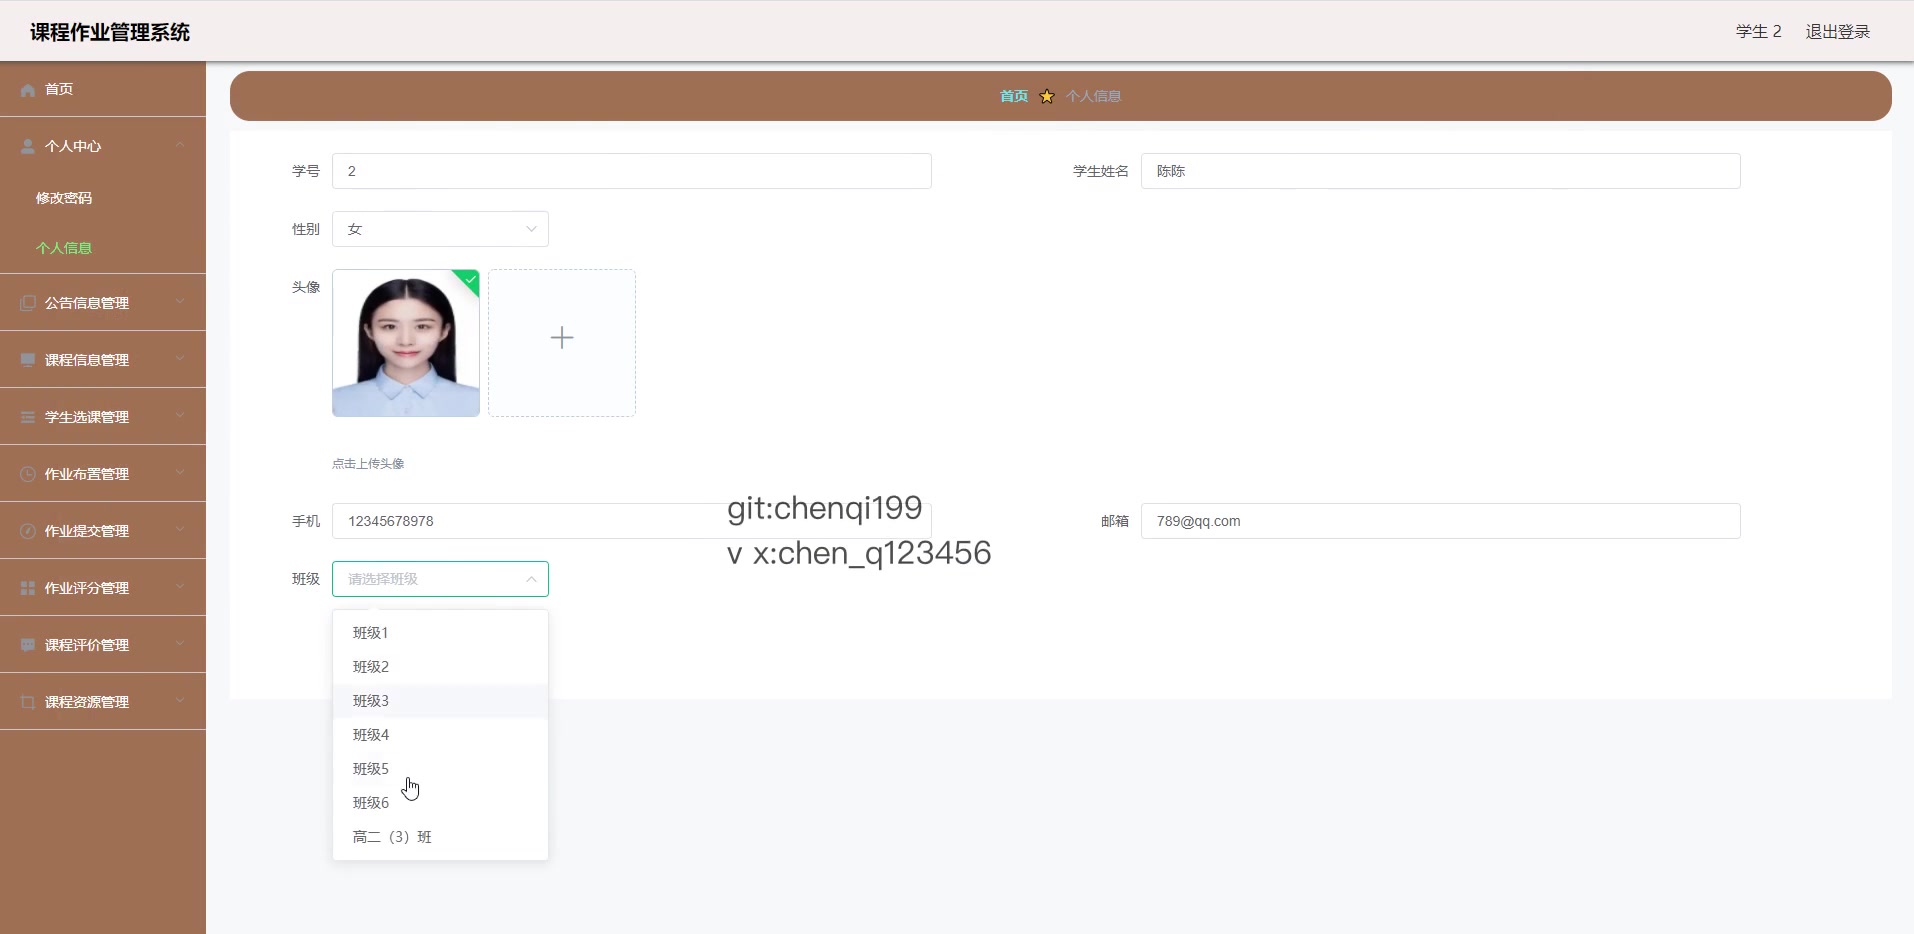 课程作业管理系统
学生 2 退出登录
首页
个人中心
修改密码
个人信息
公告信息管理
课程信息管理
学生选课管理
作业布置管理
作业提交管理
作业评分管理
课程评价管理
课程资源管理
首页 个人信息
学号 2 学生姓名 陈陈
性别 女
头像
点击上传头像
手机 12345678978 邮箱 789@qq.com
git:chenqi199
v x:chen_q123456
班级 请选择班级
班级1
班级2
班级3
班级4
班级5
班级6
高二（3）班